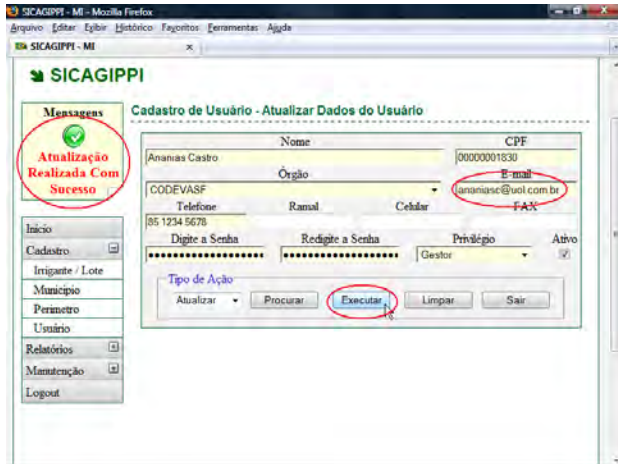 SICAGIPPI - MI - Mozilla Firefox
Arquivo Editar Exibir Histórico Favoritos Ferramentas Ajuda
SICAGIPPI - MI
SICAGIPPI
Mensagens
Atualização
Realizada Com
Sucesso
Início
Cadastro
Irrigante / Lote
Município
Perímetro
Usuário
Relatórios
Manutenção
Logout
Cadastro de Usuário - Atualizar Dados do Usuário
Nome CPF
Ananias Castro 00000001830
Órgão E-mail
CODEVASF ananiasc@uol.com.br
Telefone Ramal Celular FAX
85 1234 5678
Digite a Senha Redigite a Senha Privilégio Ativo
Gestor
Tipo de Ação
Atualizar Procurar Executar Limpar Sair